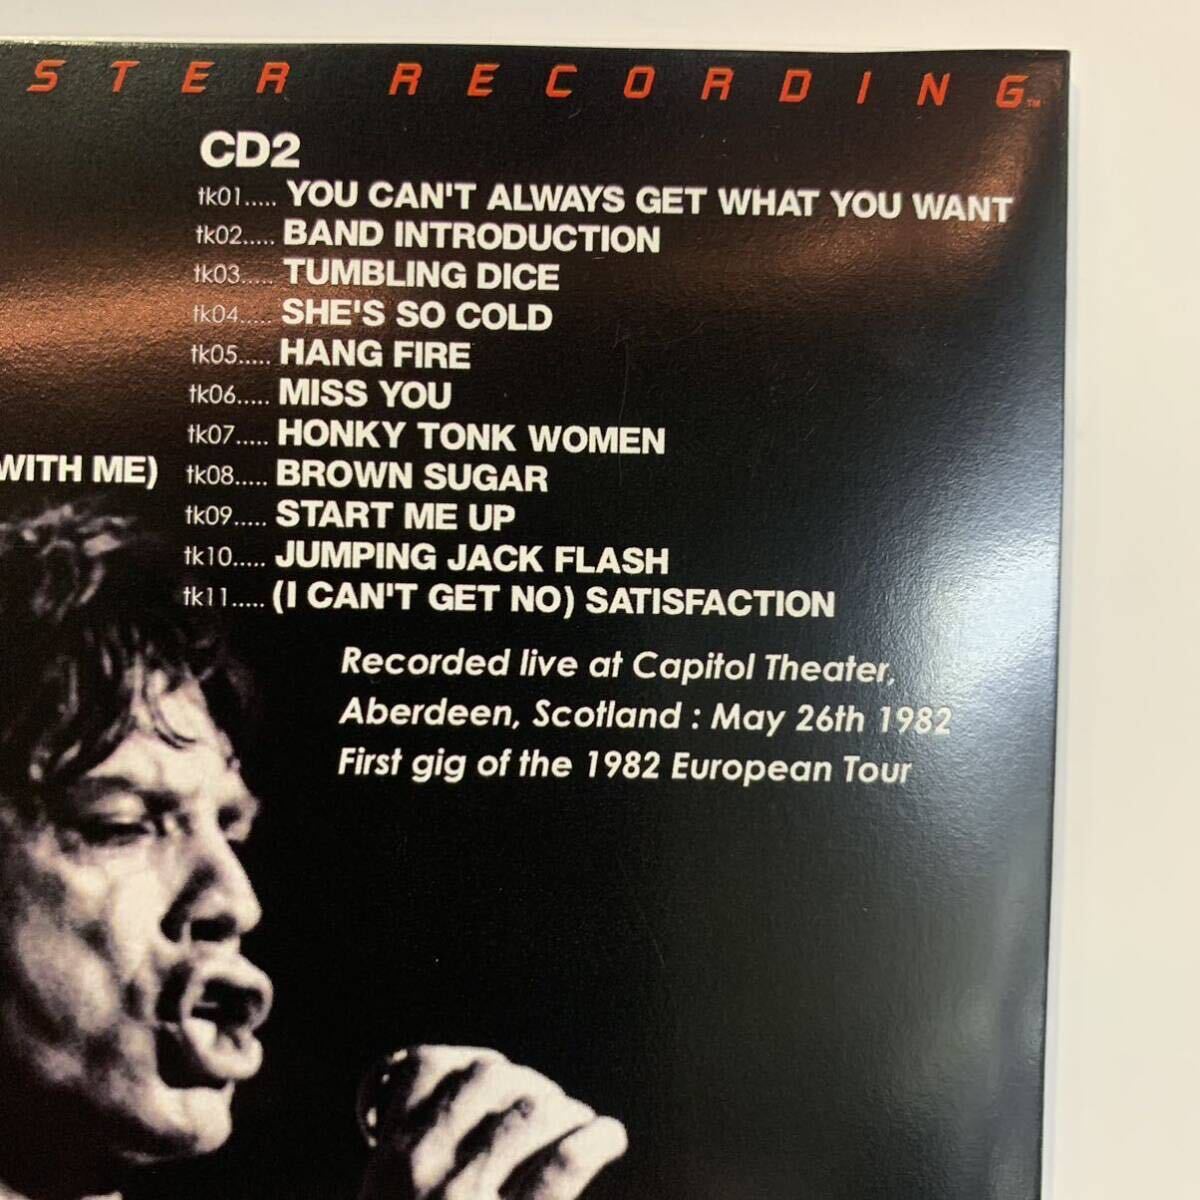 STER RECORDING™
CD2
tk01..... YOU CAN'T ALWAYS GET WHAT YOU WANT
tk02..... BAND INTRODUCTION
tk03..... TUMBLING DICE
tk04..... SHE'S SO COLD
tk05..... HANG FIRE
tk06..... MISS YOU
tk07..... HONKY TONK WOMEN
WITH ME)
tk08..... BROWN SUGAR
tk09..... START ME UP
tk10..... JUMPING JACK FLASH
tk11..... (I CAN'T GET NO) SATISFACTION
Recorded live at Capitol Theater,
Aberdeen, Scotland : May 26th 1982
First gig of the 1982 European Tour